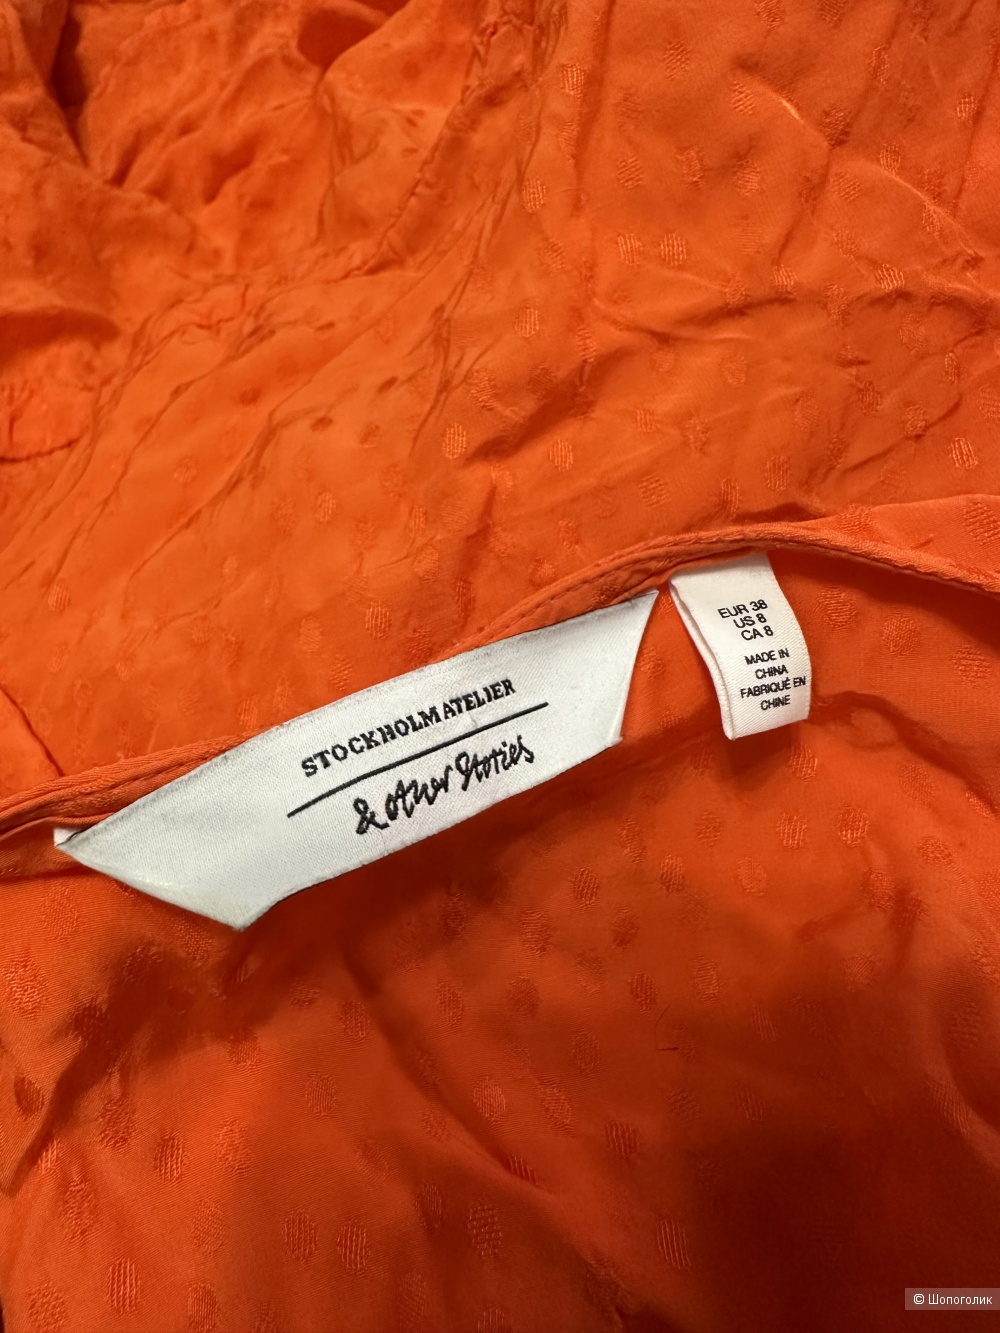 STOCKHOLM ATELIER
& other Stories
EUR 38
US 8
CA 8
MADE IN
CHINA
FABRIQUÉ EN
CHINE
© Шопоголик